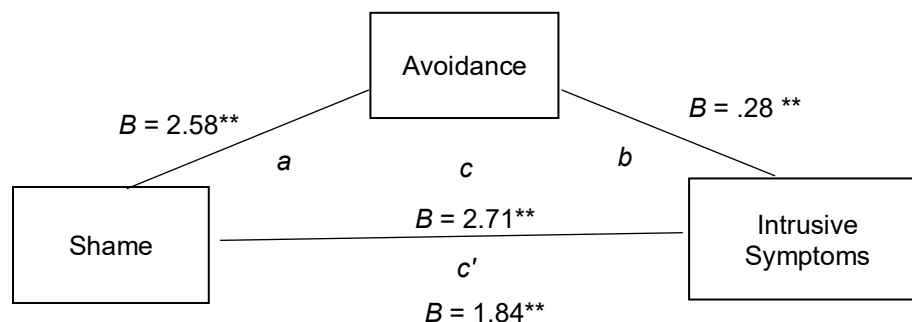 Avoidance
B = 2.58**
B = .28 **
a
c
b
Shame
B = 2.71**
Intrusive
Symptoms
c'
B = 1.84**